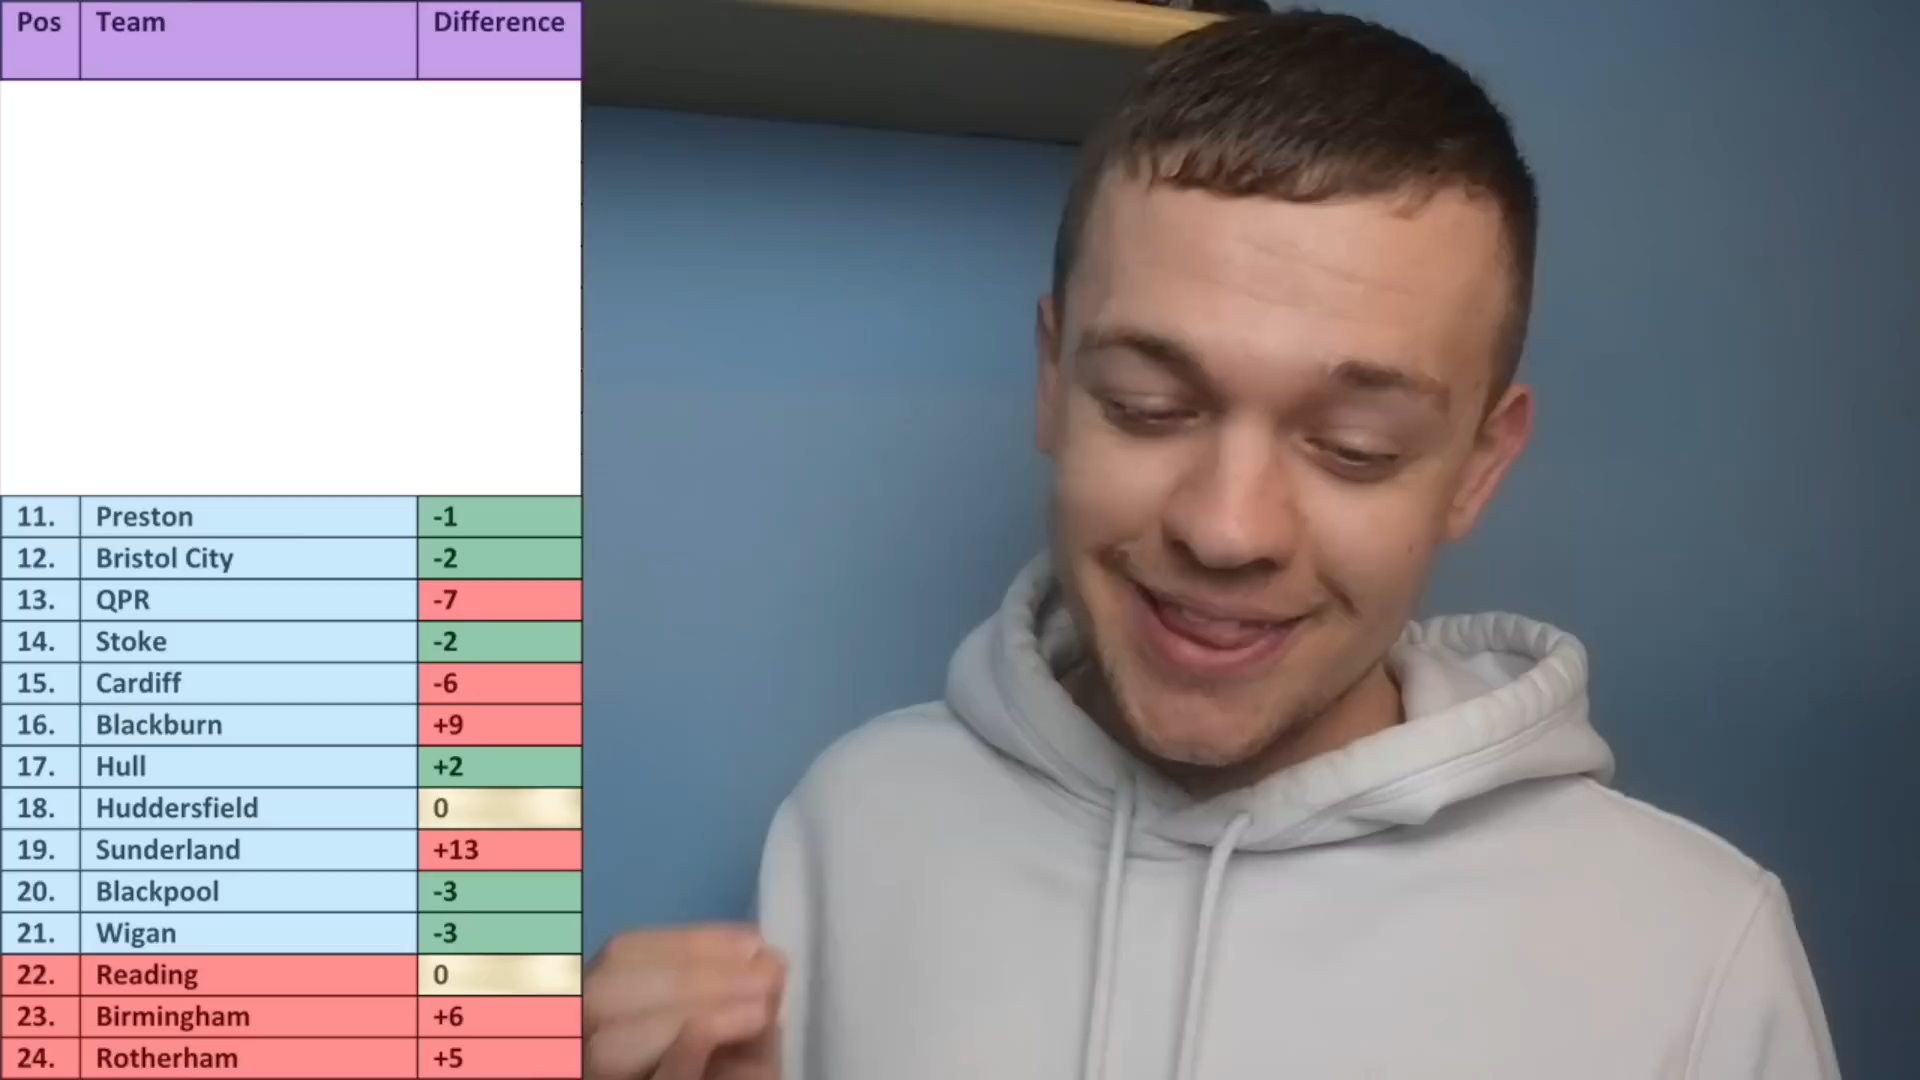 Pos Team Difference
11. Preston -1
12. Bristol City -2
13. QPR -7
14. Stoke -2
15. Cardiff -6
16. Blackburn +9
17. Hull +2
18. Huddersfield 0
19. Sunderland +13
20. Blackpool -3
21. Wigan -3
22. Reading 0
23. Birmingham +6
24. Rotherham +5